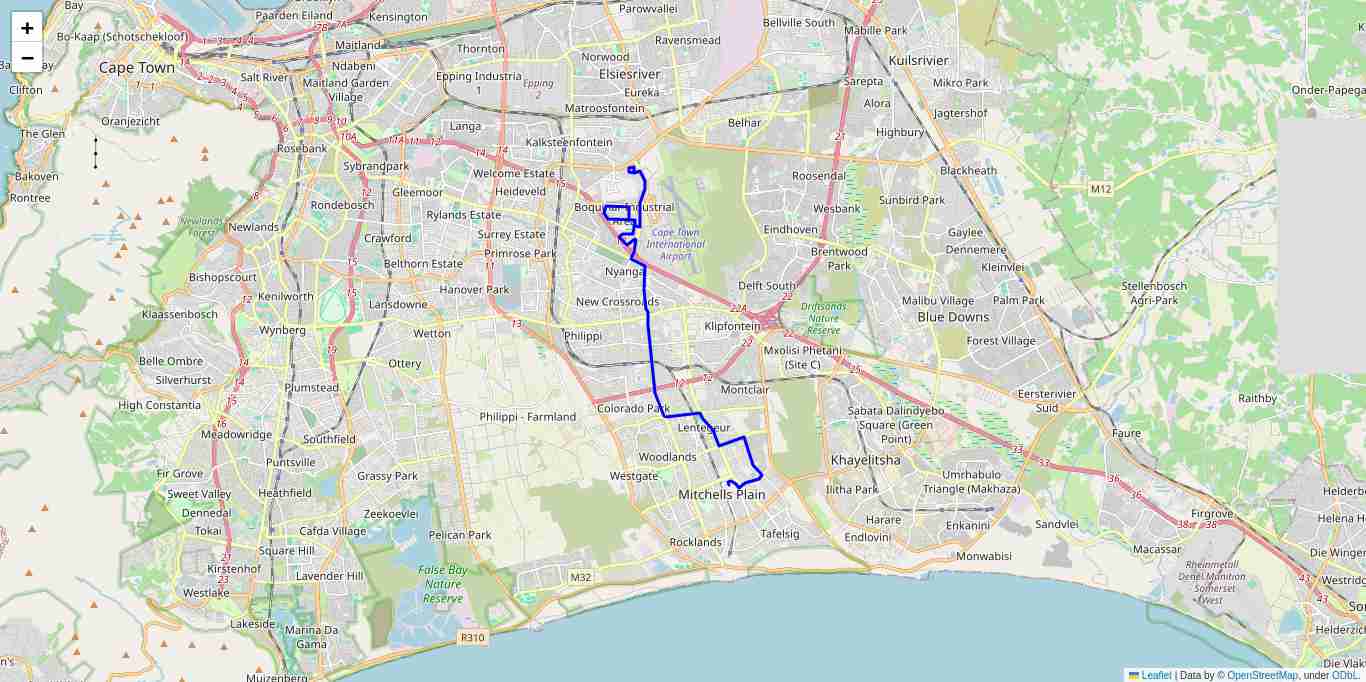 Bay
Paarden Eiland
Kensington
Parowvallei
Bellville South
Mabille Park
Bo-Kaap (Schotschekloof)
Maitland
Thornton
Ravensmead
Kuilsrivier
Cape Town
Ndabeni
Norwood
Elsiesriver
Salt River
Maitland Garden
Village
Epping Industria
1
Epping
2
Eureka
Sarepta
Mikro Park
Clifton
Matroosfontein
Alora
Onder-Papega
Oranjezicht
Langa
Belhar
Highbury
Jagtershof
The Glen
Rosebank
Kalksteenfontein
Sybrandpark
Welcome Estate
Roosendal
Blackheath
Bakoven
Rontree
Gleemoor
Heideveld
M12
Rondebosch
Rylands Estate
Boquinar Industrial
Area
Wesbank
Sunbird Park
Newlands
Forest
Newlands
Crawford
Surrey Estate
Cape Town
International
Airport
Eindhoven
Gaylee
Dennemere
Primrose Park
Brentwood
Park
Bishopscourt
Belthorn Estate
Nyanga
Kleinvlei
Kenilworth
Lansdowne
Hanover Park
New Crossroads
Delft South
Stellenbosch
Agri-Park
Klaassenbosch
Malibu Village
Palm Park
Driftsands
Nature
Reserve
Blue Downs
Wynberg
Wetton
Philippi
Klipfontein
Forest Village
Belle Ombre
Ottery
Mxolisi Phetani
(Site C)
Silverhurst
Plumstead
Montclair
Eersterivier
Suid
Raithby
High Constantia
Philippi - Farmland
Colorado Park
Sabata Dalindyebo
Square (Green
Point)
Meadowridge
Southfield
Lentegeur
Faure
Puntsville
Woodlands
Khayelitsha
Fir Grove
Grassy Park
Westgate
Umrhabulo
Triangle (Makhaza)
Sweet Valley
Heathfield
Mitchells Plain
Ilitha Park
Helderb
Dennedal
Zeekoevlei
Firgrove
Tokai
Cafda Village
Pelican Park
Tafelsig
Harare
Enkanini
Sandvlei
Helena H
Square Hill
Rocklands
Endlovini
Macassar
Die Winger
Kirstenhof
Lavender Hill
False Bay
Nature
Reserve
M32
Monwabisi
Rheinmetall
Denel Munition
Somerset
West
Westridg
Westlake
Lakeside
Marina Da
Gama
R310
Helderzich
Muizenberg
Die Vlak
Leaflet | Data by © OpenStreetMap, under ODbL.